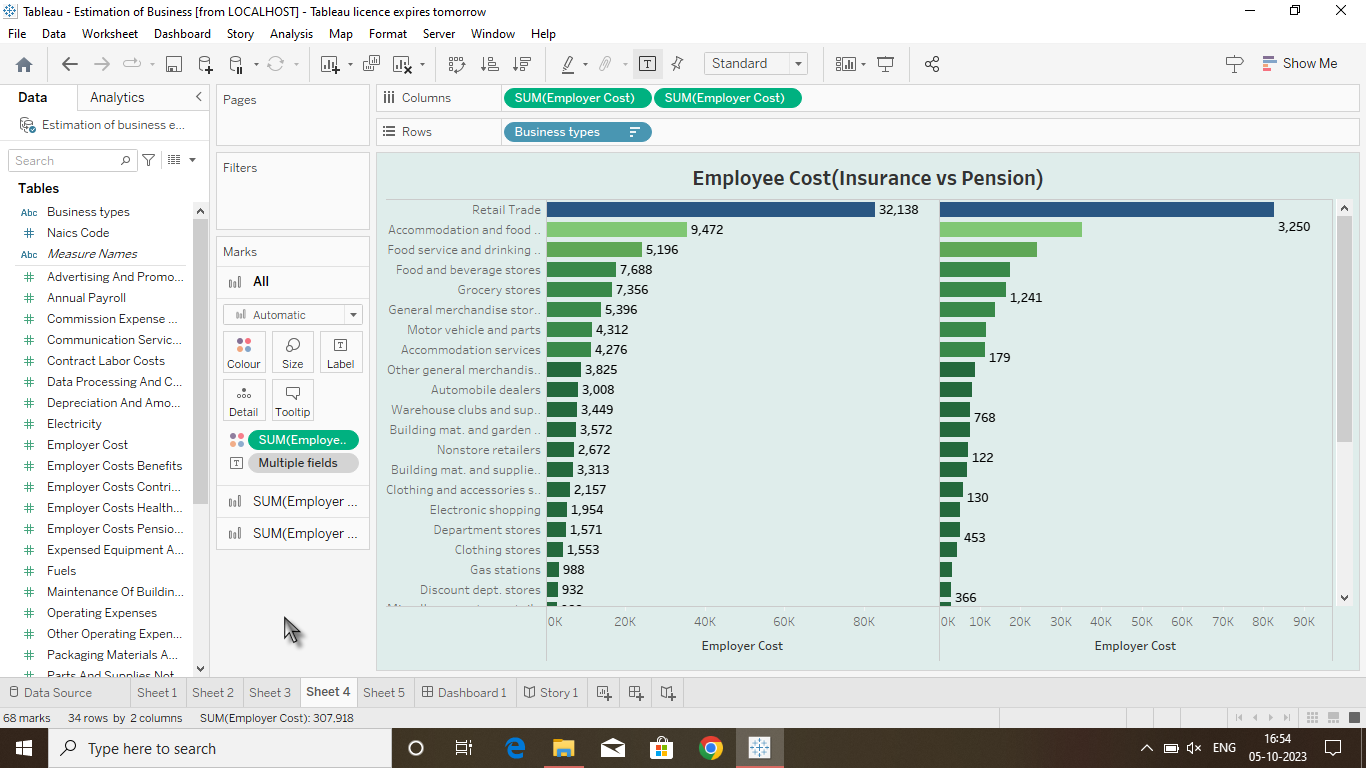 Tableau - Estimation of Business [from LOCALHOST] - Tableau licence expires tomorrow
File Data Worksheet Dashboard Story Analysis Map Format Server Window Help
Standard
Show Me
Data Analytics
Pages
Columns SUM(Employer Cost) SUM(Employer Cost)
Estimation of business e...
Rows Business types
Search
Filters
Employee Cost(Insurance vs Pension)
Tables
Abc Business types
Naics Code
Abc Measure Names
Advertising And Promo...
Annual Payroll
Commission Expense ...
Communication Servic...
Contract Labor Costs
Data Processing And C...
Depreciation And Amo...
Electricity
Employer Cost
Employer Costs Benefits
Employer Costs Contri...
Employer Costs Health...
Employer Costs Pensio...
Expensed Equipment A...
Fuels
Maintenance Of Buildin...
Operating Expenses
Other Operating Expen...
Packaging Materials A...
Marks
All
Automatic
Colour Size Label
Detail Tooltip
SUM(Employe..
Multiple fields
SUM(Employer ...
SUM(Employer ...
Retail Trade 32,138
Accommodation and food .. 9,472 3,250
Food service and drinking .. 5,196
Food and beverage stores 7,688
Grocery stores 7,356 1,241
General merchandise stor.. 5,396
Motor vehicle and parts 4,312
Accommodation services 4,276 179
Other general merchandis.. 3,825
Automobile dealers 3,008
Warehouse clubs and sup.. 3,449 768
Building mat. and garden .. 3,572
Nonstore retailers 2,672 122
Building mat. and supplie.. 3,313
Clothing and accessories s.. 2,157 130
Electronic shopping 1,954
Department stores 1,571 453
Clothing stores 1,553
Gas stations 988
Discount dept. stores 932 366
0K 20K 40K 60K 80K 0K 10K 20K 30K 40K 50K 60K 70K 80K 90K
Employer Cost Employer Cost
Data Source Sheet 1 Sheet 2 Sheet 3 Sheet 4 Sheet 5 Dashboard 1 Story 1
68 marks 34 rows by 2 columns SUM(Employer Cost): 307,918
Type here to search
ENG
16:54
05-10-2023